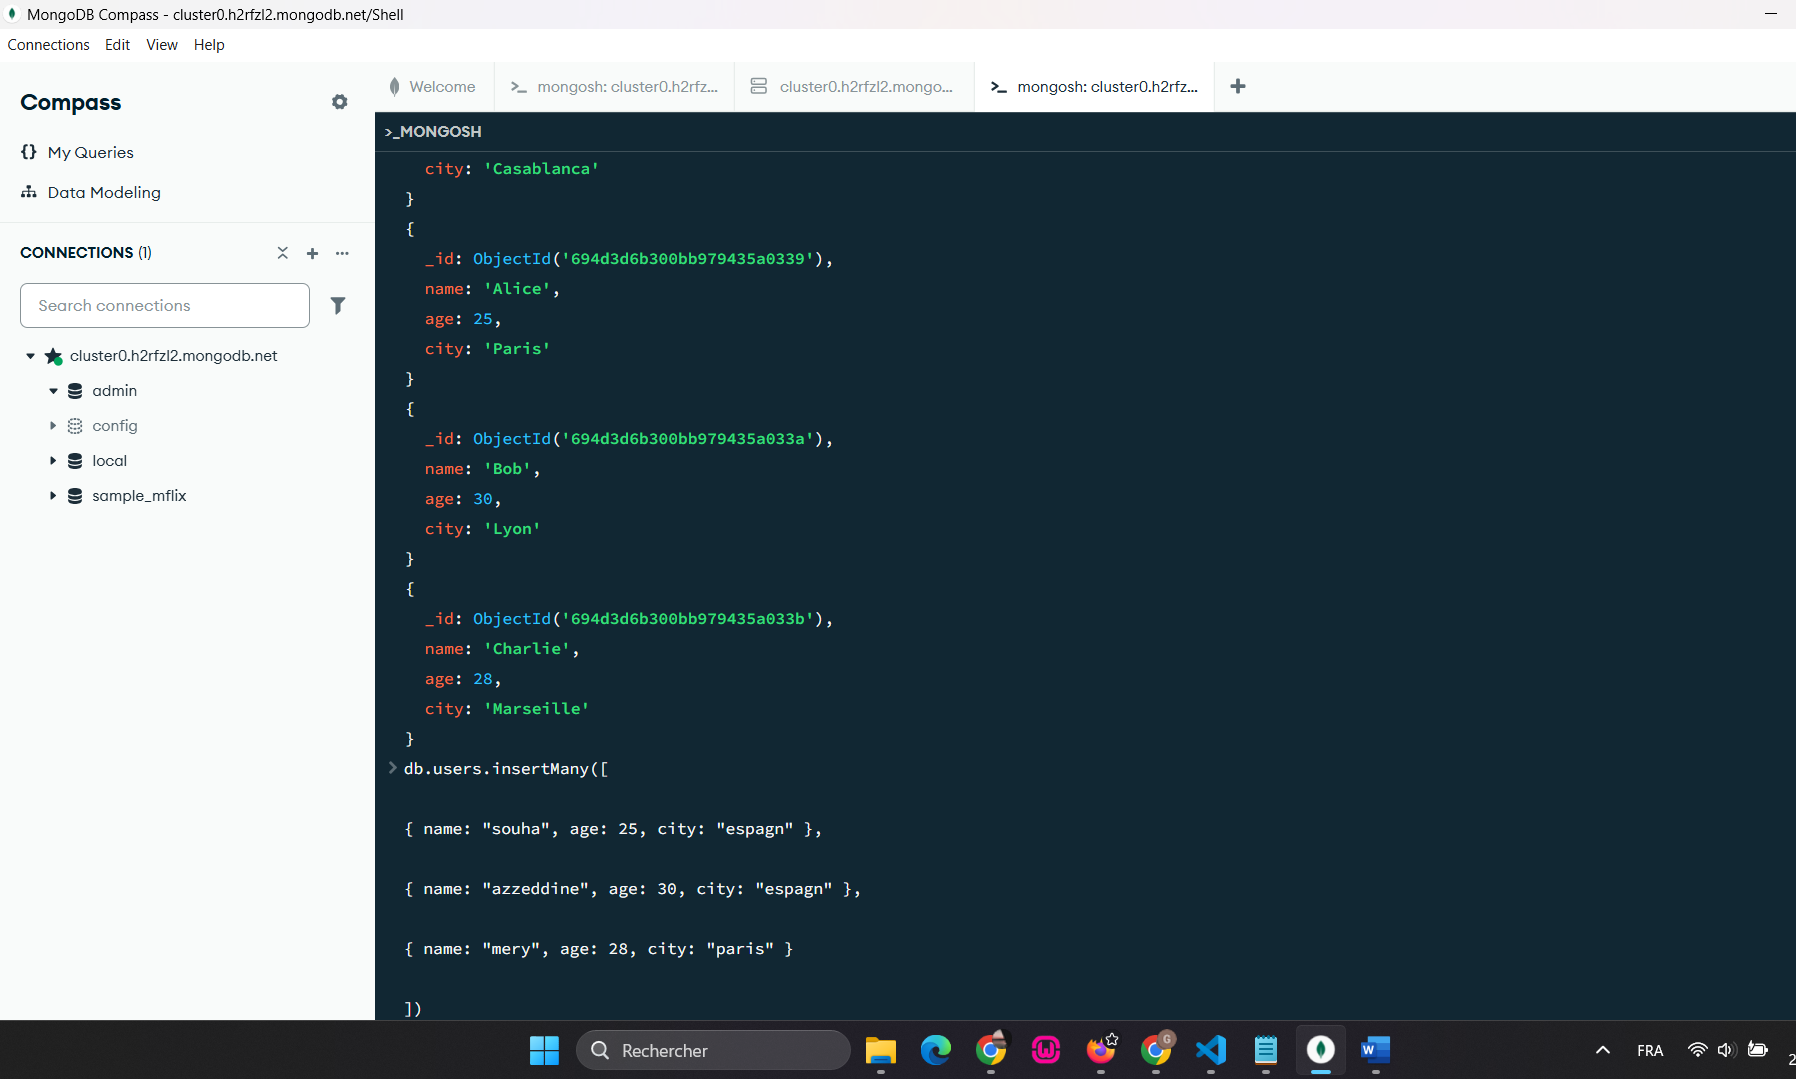 MongoDB Compass - cluster0.h2rfzl2.mongodb.net/Shell
Connections Edit View Help
Compass
My Queries
Data Modeling
CONNECTIONS (1)
Search connections
cluster0.h2rfzl2.mongodb.net
admin
config
local
sample_mflix
Welcome
mongosh: cluster0.h2rfz...
cluster0.h2rfzl2.mongo...
mongosh: cluster0.h2rfz...
>_MONGOSH
city: 'Casablanca'
}
{
_id: ObjectId('694d3d6b300bb979435a0339'),
name: 'Alice',
age: 25,
city: 'Paris'
}
{
_id: ObjectId('694d3d6b300bb979435a033a'),
name: 'Bob',
age: 30,
city: 'Lyon'
}
{
_id: ObjectId('694d3d6b300bb979435a033b'),
name: 'Charlie',
age: 28,
city: 'Marseille'
}
> db.users.insertMany([
{ name: "souha", age: 25, city: "espagn" },
{ name: "azzeddine", age: 30, city: "espagn" },
{ name: "mery", age: 28, city: "paris" }
])
Rechercher
FRA
2